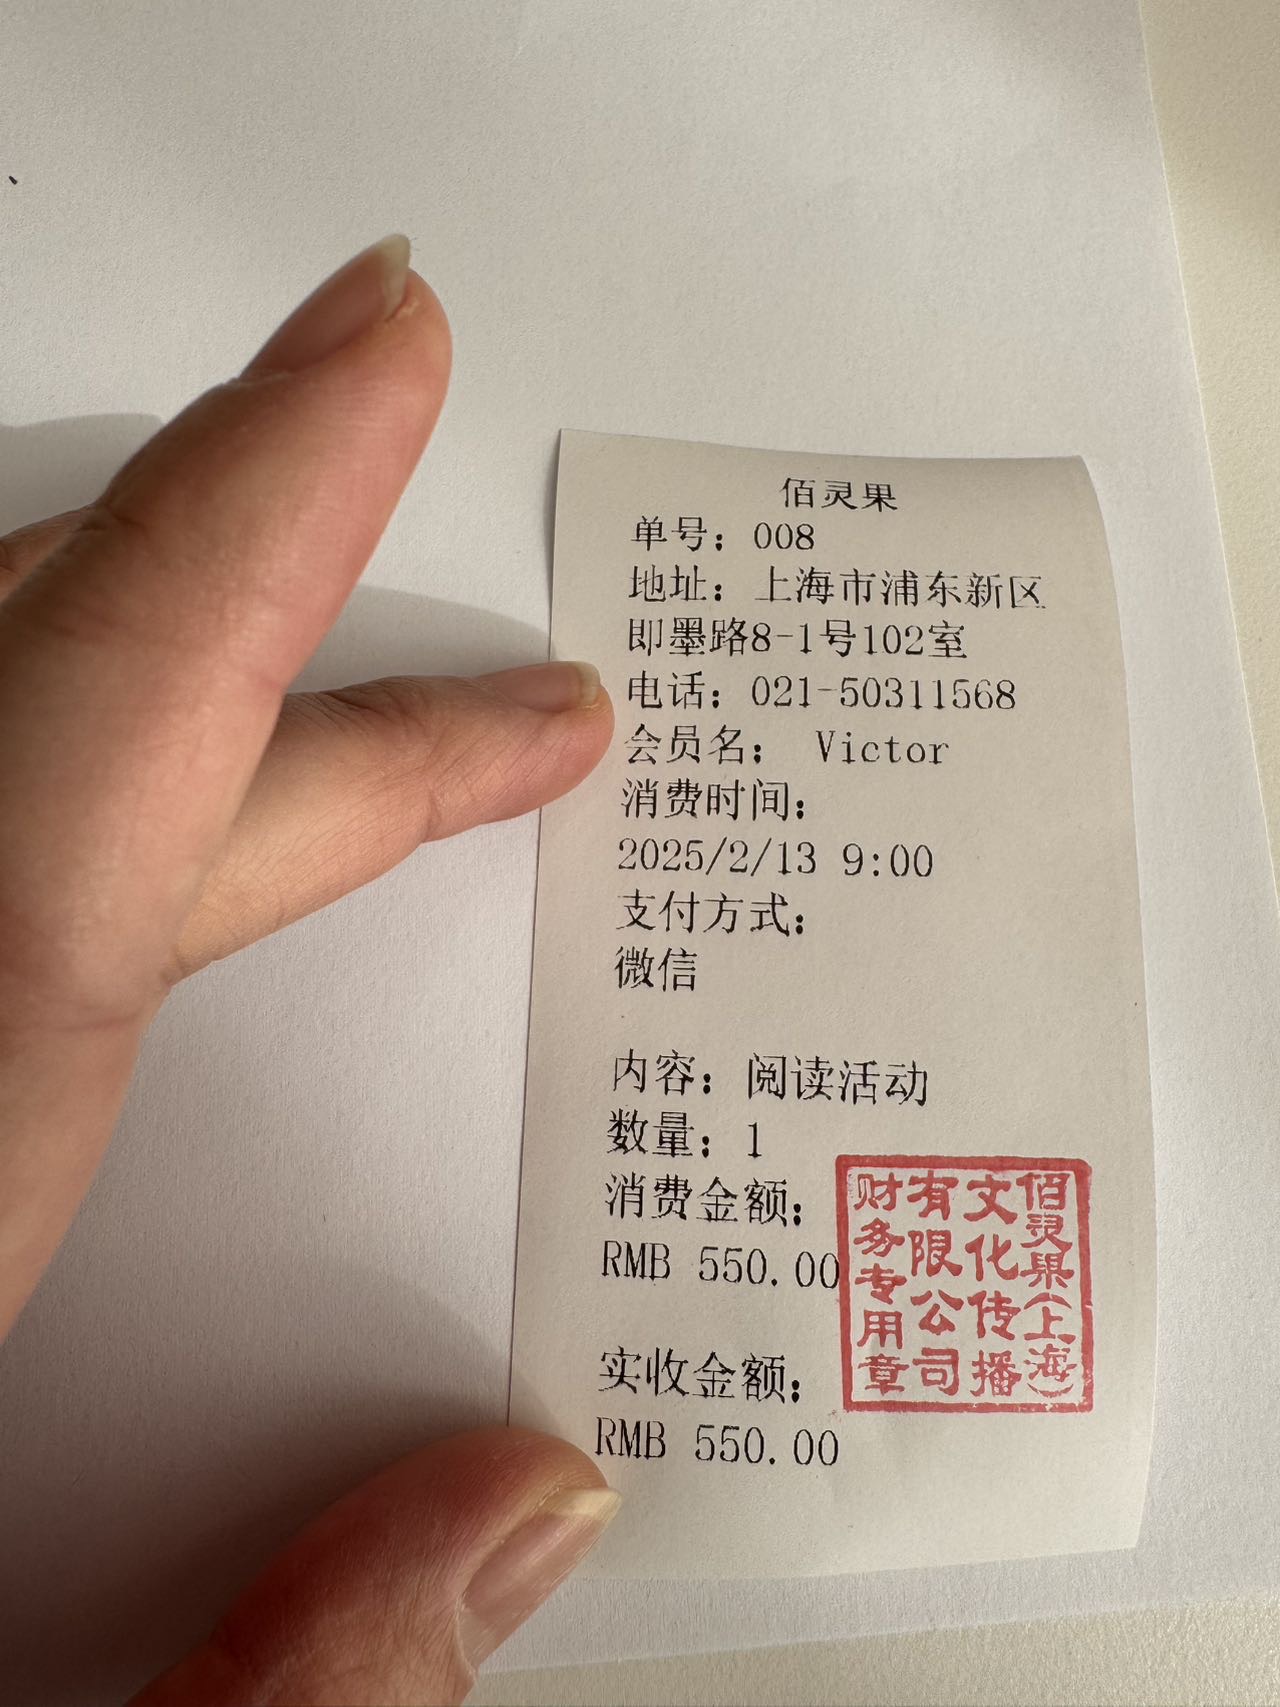 佰灵果
单号：008
地址：上海市浦东新区
即墨路8-1号102室
电话：021-50311568
会员名： Victor
消费时间：
2025/2/13 9:00
支付方式：
微信
内容：阅读活动
数量：1
消费金额：
RMB 550.00
实收金额：
RMB 550.00
佰灵果(上海)
文化传播
有限公司
财务专用章